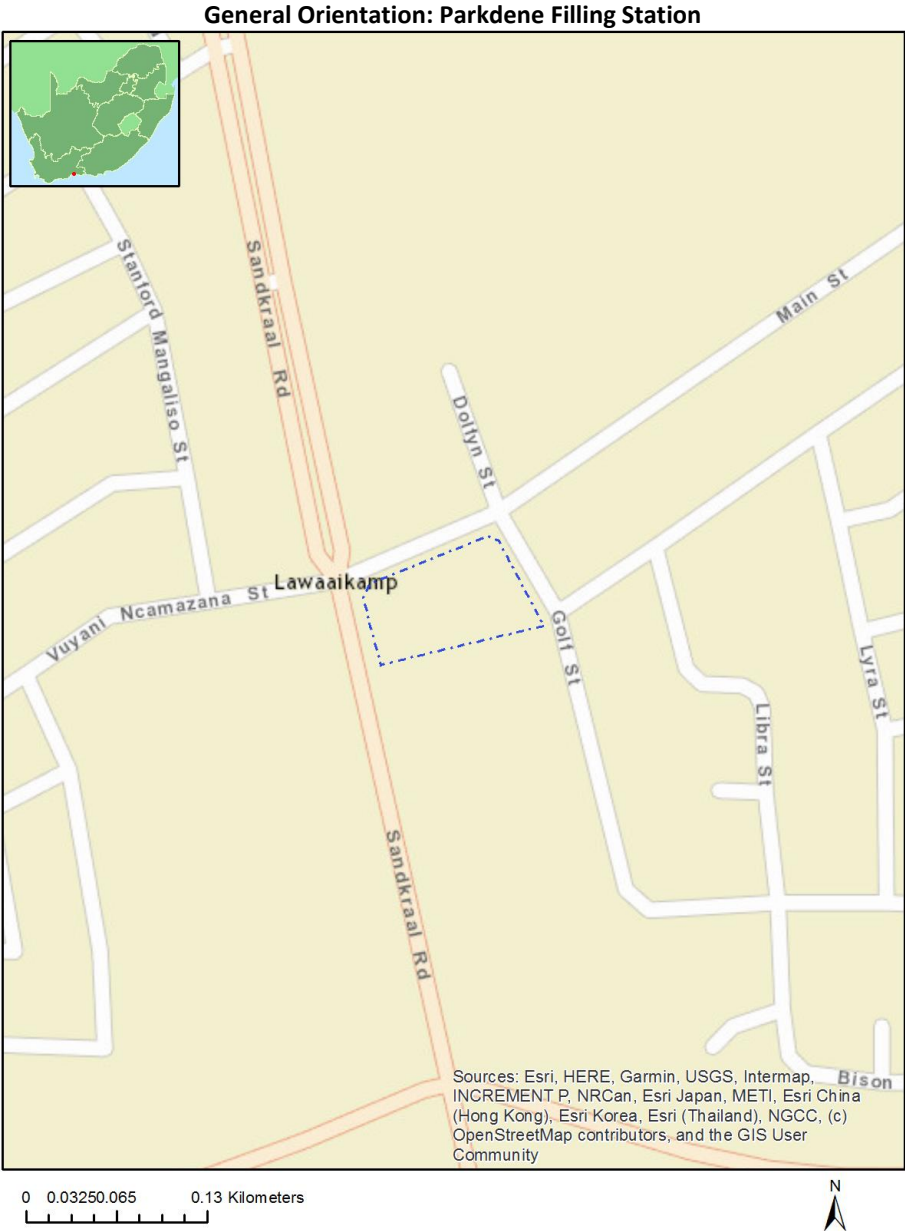 General Orientation: Parkdene Filling Station
Sandkraal Rd
Stanford Mangaliso St
Main St
Dolfyn St
Lawaaikamp
Vuyani Ncamazana St
Golf St
Lyra St
Libra St
Sandkraal Rd
Bison
Sources: Esri, HERE, Garmin, USGS, Intermap,
INCREMENT P, NRCan, Esri Japan, METI, Esri China
(Hong Kong), Esri Korea, Esri (Thailand), NGCC, (c)
OpenStreetMap contributors, and the GIS User
Community
0 0.03250.065 0.13 Kilometers
N